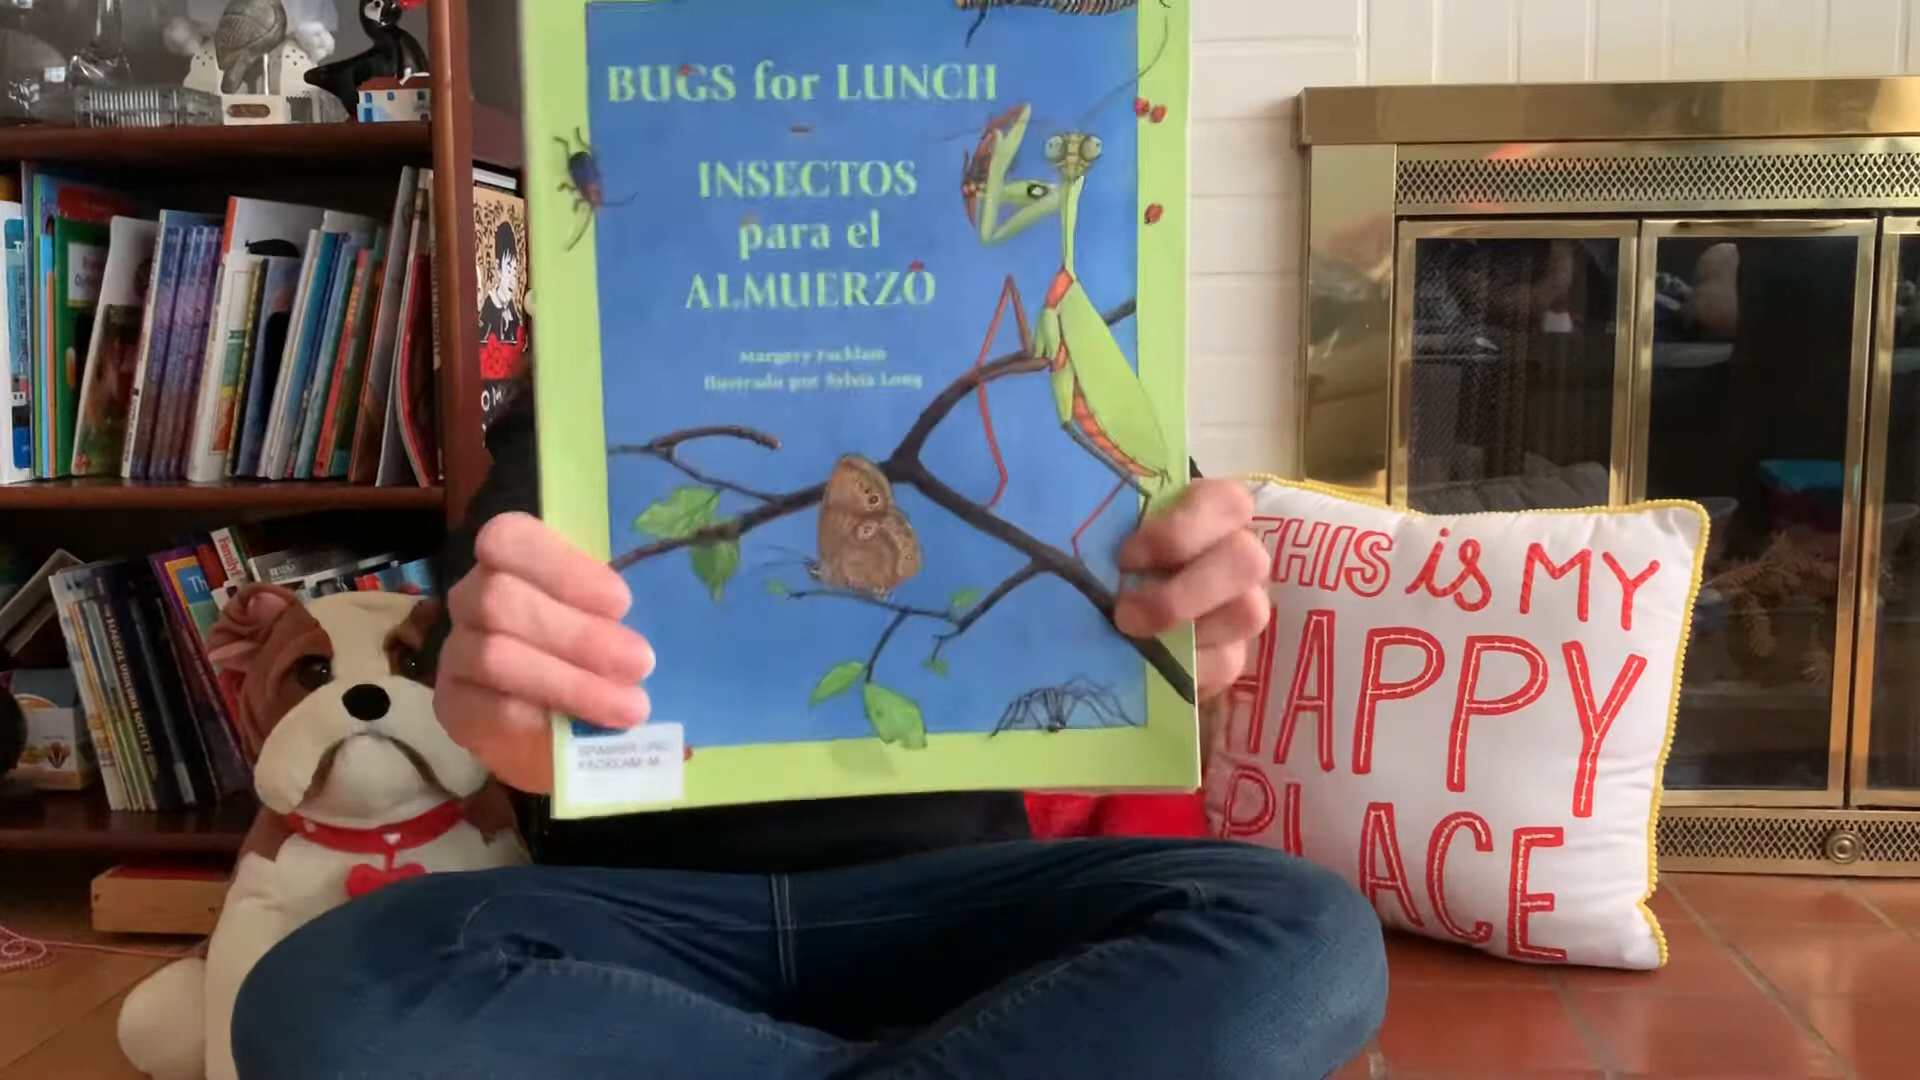 BUGS for LUNCH
INSECTOS
para el
ALMUERZO
Margery Facklam
Ilustrado por Sylvia Long
THIS is MY
HAPPY
PLACE